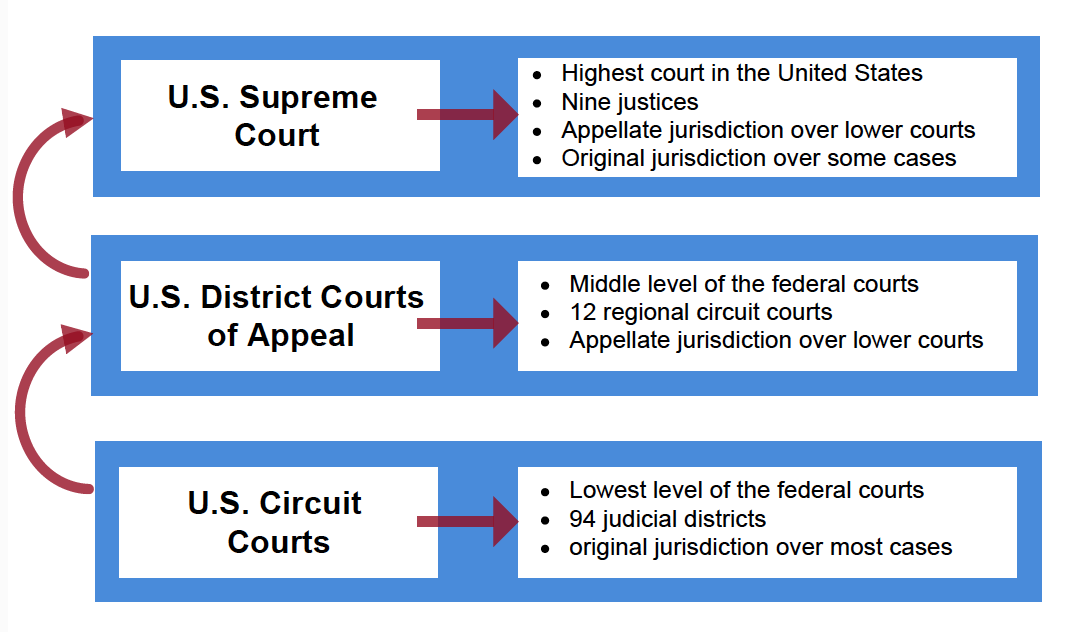 U.S. Supreme
Court
• Highest court in the United States
• Nine justices
• Appellate jurisdiction over lower courts
• Original jurisdiction over some cases
U.S. District Courts
of Appeal
• Middle level of the federal courts
• 12 regional circuit courts
• Appellate jurisdiction over lower courts
U.S. Circuit
Courts
• Lowest level of the federal courts
• 94 judicial districts
• original jurisdiction over most cases